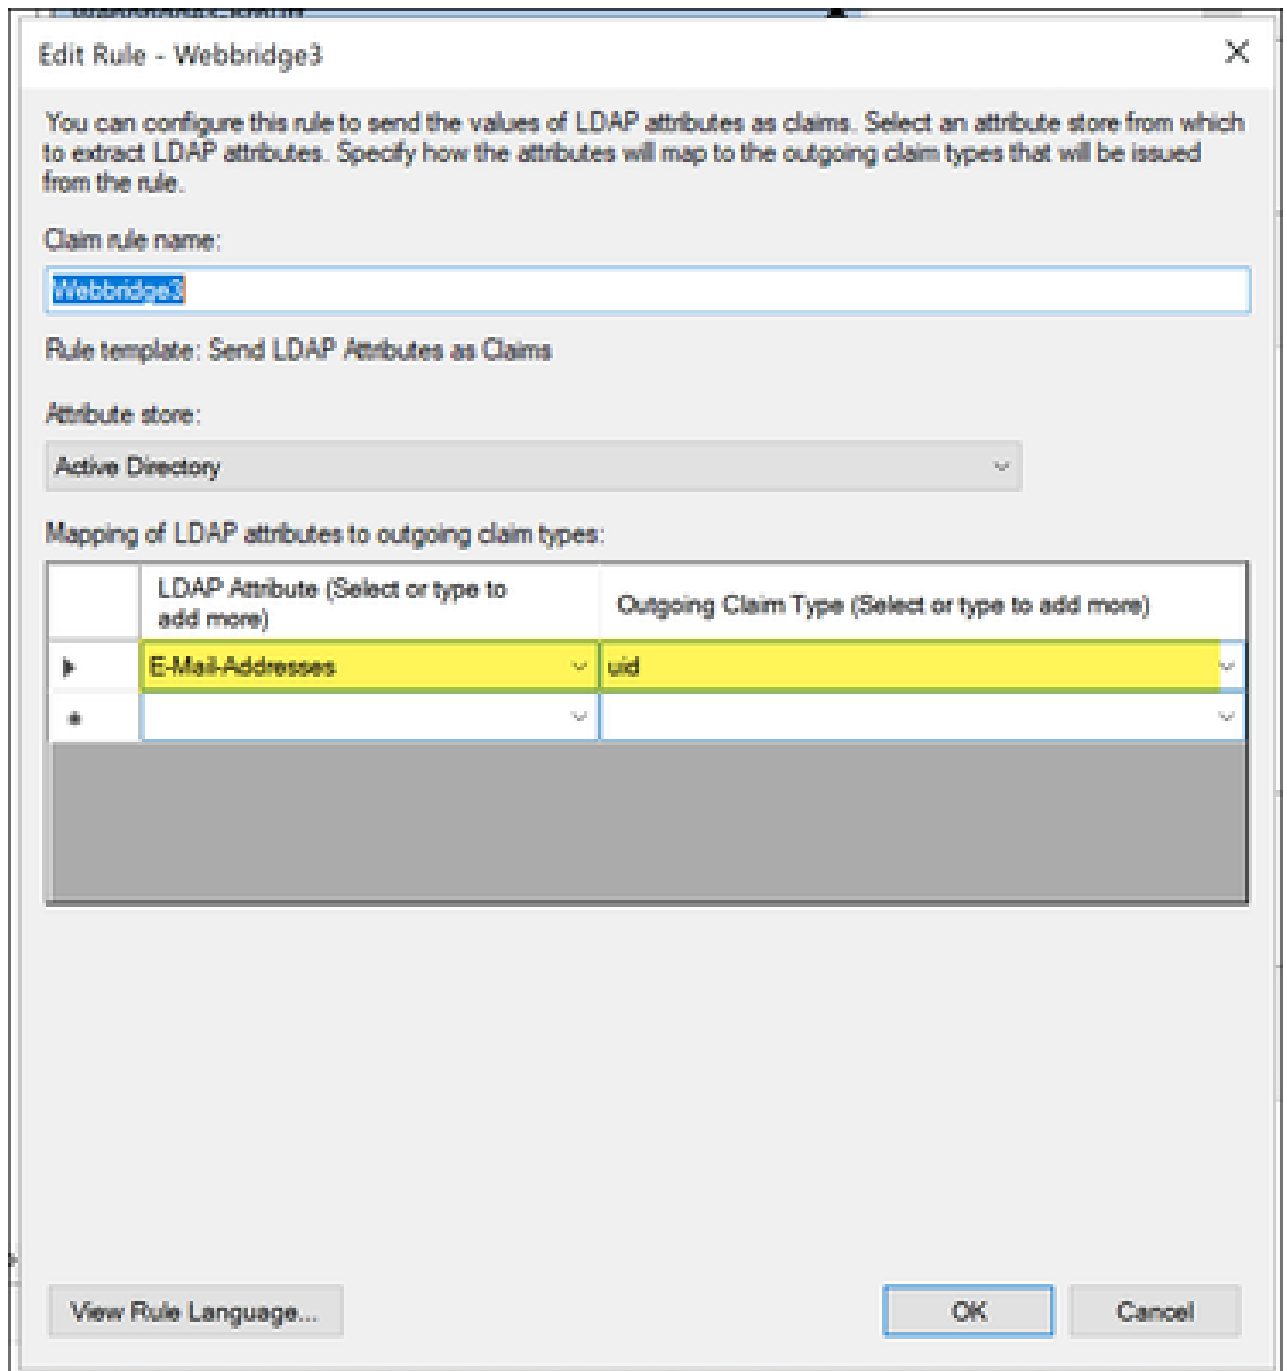 Edit Rule - Webbridge3
You can configure this rule to send the values of LDAP attributes as claims. Select an attribute store from which
to extract LDAP attributes. Specify how the attributes will map to the outgoing claim types that will be issued
from the rule.
Claim rule name:
Webbridge3
Rule template: Send LDAP Attributes as Claims
Attribute store:
Active Directory
Mapping of LDAP attributes to outgoing claim types:
LDAP Attribute (Select or type to
add more)
Outgoing Claim Type (Select or type to add more)
E-Mail-Addresses
uid
View Rule Language...
OK
Cancel